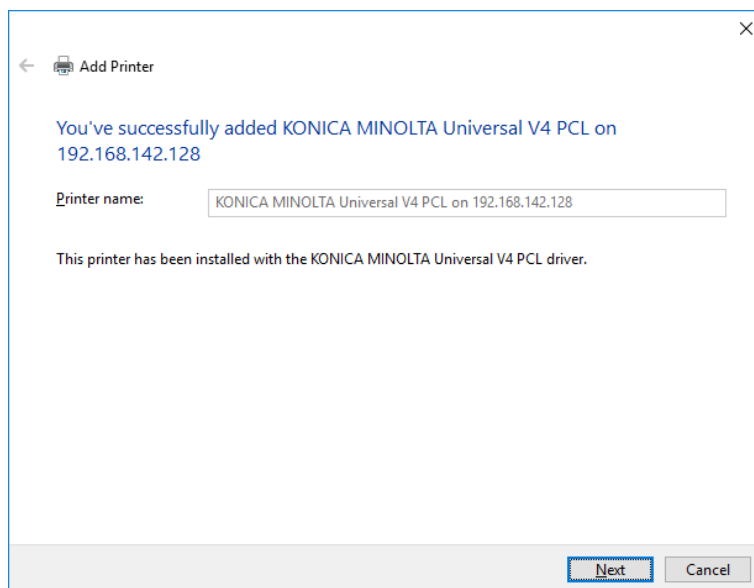 Add Printer
You've successfully added KONICA MINOLTA Universal V4 PCL on
192.168.142.128
Printer name: KONICA MINOLTA Universal V4 PCL on 192.168.142.128
This printer has been installed with the KONICA MINOLTA Universal V4 PCL driver.
Next Cancel